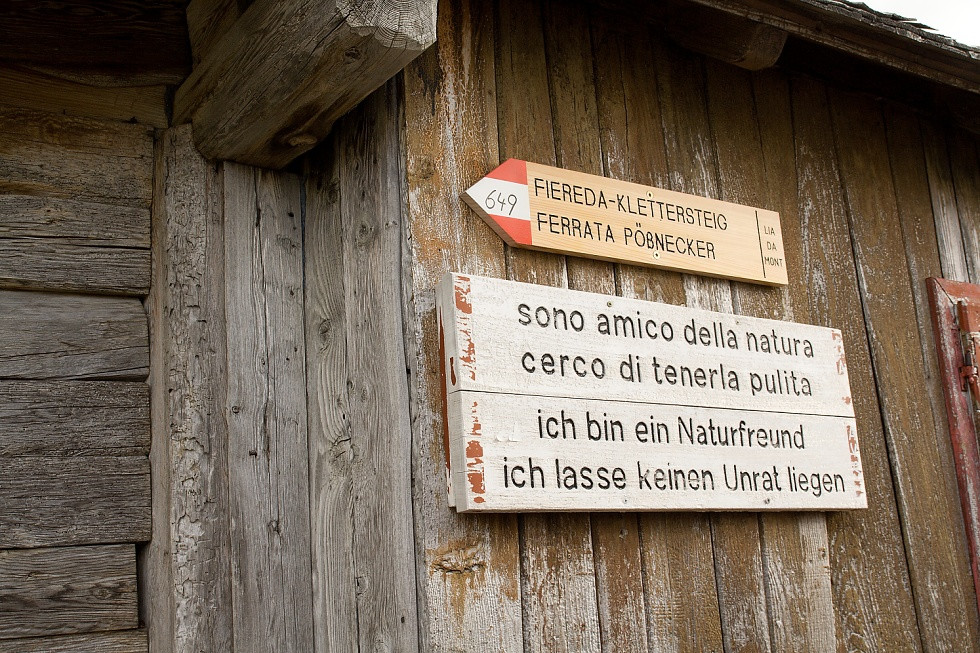 649
FIEREDA-KLETTERSTEIG
FERRATA PÖßNECKER
LIA
DA
MONT
sono amico della natura
cerco di tenerla pulita
ich bin ein Naturfreund
ich lasse keinen Unrat liegen